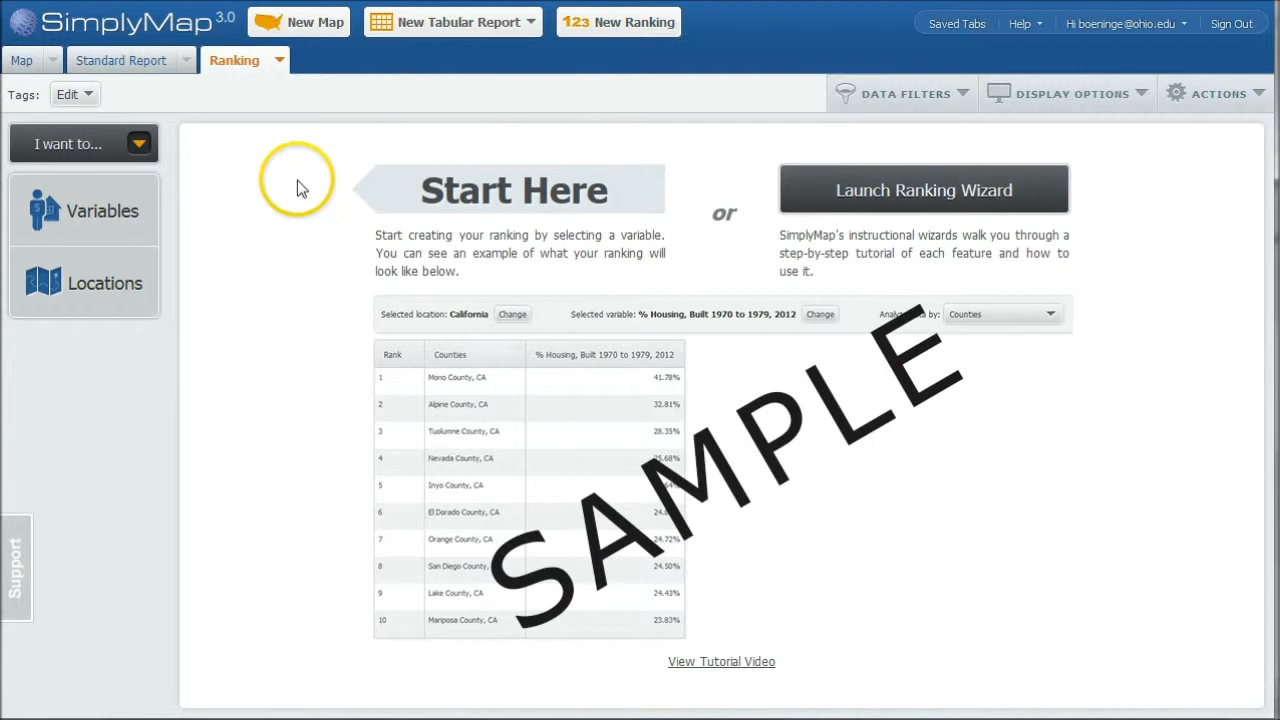 SimplyMap 3.0 New Map New Tabular Report 123 New Ranking Saved Tabs Help Hi boeninge@ohio.edu Sign Out
Map Standard Report Ranking
Tags: Edit DATA FILTERS DISPLAY OPTIONS ACTIONS
I want to...
Variables
Locations
Support
Start Here
or
Launch Ranking Wizard
Start creating your ranking by selecting a variable.
You can see an example of what your ranking will
look like below.
SimplyMap's instructional wizards walk you through a
step-by-step tutorial of each feature and how to
use it.
Selected location: California Change Selected variable: % Housing, Built 1970 to 1979, 2012 Change by: Counties
Rank Counties % Housing, Built 1970 to 1979, 2012
1 Mono County, CA 41.78%
2 Alpine County, CA 32.81%
3 Tuolumne County, CA 28.35%
4 Nevada County, CA 25.68%
5 Inyo County, CA
6 El Dorado County, CA
7 Orange County, CA 24.72%
8 San Diego County, 24.50%
9 Lake County, CA 24.43%
10 Mariposa County, CA 23.83%
SAMPLE
View Tutorial Video